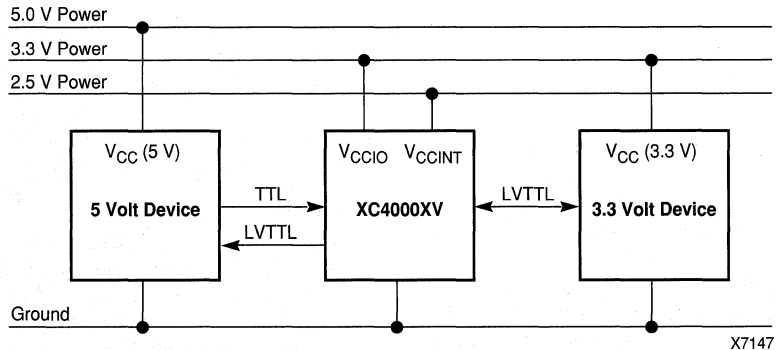 5.0 V Power
3.3 V Power
2.5 V Power
VCC (5 V)
VCCIO VCCINT
VCC (3.3 V)
5 Volt Device
TTL
LVTTL
XC4000XV
LVTTL
3.3 Volt Device
Ground
X7147